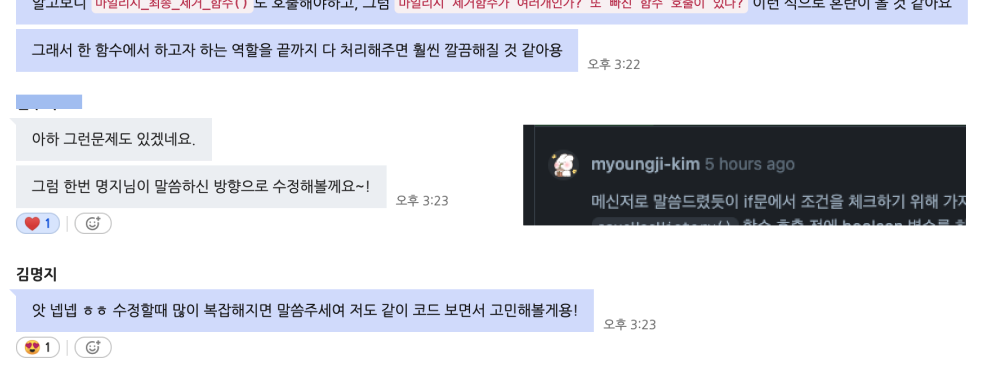 알고보니 마일리지_최종_제거_함수() 도 호출해야하고, 그럼 마일리지 제거함수가 여러개인가? 또 빠진 함수 호출이 있나? 이런 식으로 혼란이 올 것 같아요
그래서 한 함수에서 하고자 하는 역할을 끝까지 다 처리해주면 훨씬 깔끔해질 것 같아용
오후 3:22
아하 그런문제도 있겠네요.
그럼 한번 명지님이 말씀하신 방향으로 수정해볼께요~!
오후 3:23
1
myoungji-kim 5 hours ago
메신저로 말씀드렸듯이 if문에서 조건을 체크하기 위해 가져
함수 호출 전에 boolean 변수를
김명지
앗 넵넵 ㅎㅎ 수정할때 많이 복잡해지면 말씀주세여 저도 같이 코드 보면서 고민해볼게용!
오후 3:23
1